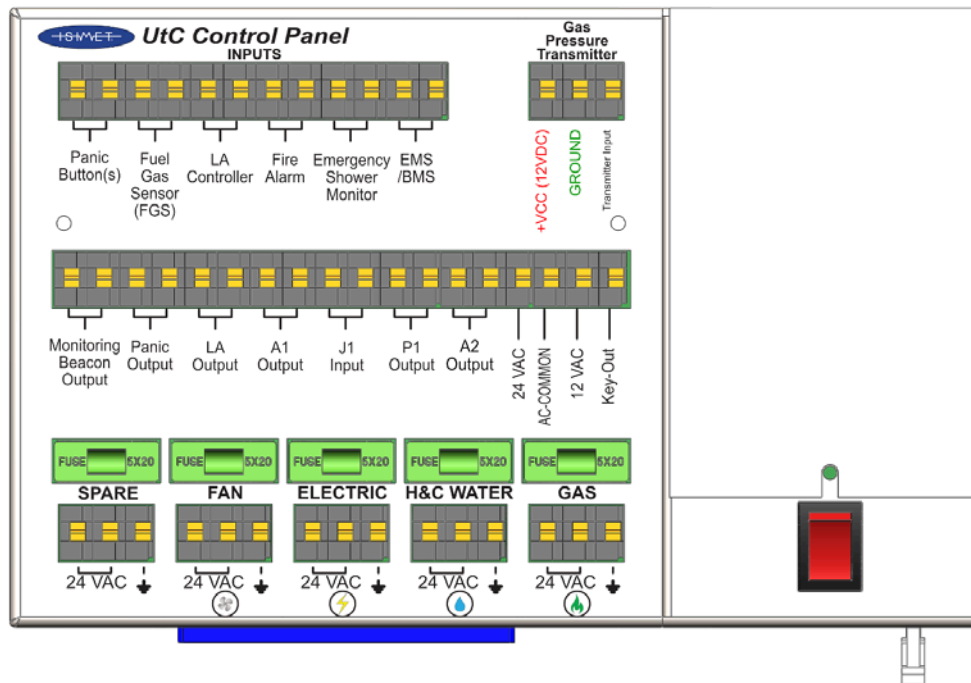 ISIMET UtC Control Panel
INPUTS
Gas
Pressure
Transmitter
Panic
Button(s)
Fuel
Gas
Sensor
(FGS)
LA
Controller
Fire
Alarm
Emergency
Shower
Monitor
EMS
/BMS
+VCC (12VDC)
GROUND
Transmitter Input
Monitoring
Beacon
Output
Panic
Output
LA
Output
A1
Output
J1
Input
P1
Output
A2
Output
24 VAC
AC-COMMON
12 VAC
Key-Out
FUSE 5X20
FUSE 5X20
FUSE 5X20
FUSE 5X20
FUSE 5X20
SPARE
FAN
ELECTRIC
H&C WATER
GAS
24 VAC
24 VAC
24 VAC
24 VAC
24 VAC